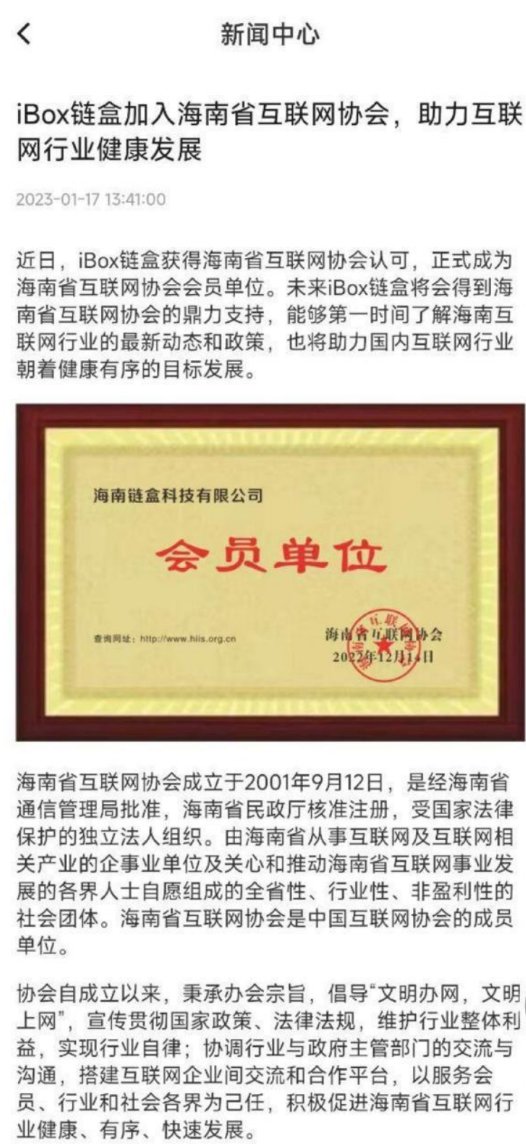 新闻中心
iBox链盒加入海南省互联网协会，助力互联
网行业健康发展
2023-01-17 13:41:00
近日，iBox链盒获得海南省互联网协会认可，正式成为
海南省互联网协会会员单位。未来iBox链盒将会得到海
南省互联网协会的鼎力支持，能够第一时间了解海南互
联网行业的最新动态和政策，也将助力国内互联网行业
朝着健康有序的目标发展。
海南链盒科技有限公司
会员单位
查询网址：http://www.hiis.org.cn
海南省互联网协会
2022年12月14日
海南省互联网协会成立于2001年9月12日，是经海南省
通信管理局批准，海南省民政厅核准注册，受国家法律
保护的独立法人组织。由海南省从事互联网及互联网相
关产业的企事业单位及关心和推动海南省互联网事业发
展的各界人士自愿组成的全省性、行业性、非盈利性的
社会团体。海南省互联网协会是中国互联网协会的成员
单位。
协会自成立以来，秉承办会宗旨，倡导“文明办网，文明
上网”，宣传贯彻国家政策、法律法规，维护行业整体利
益，实现行业自律；协调行业与政府主管部门的交流与
沟通，搭建互联网企业间交流和合作平台，以服务会
员、行业和社会各界为己任，积极促进海南省互联网行
业健康、有序、快速发展。